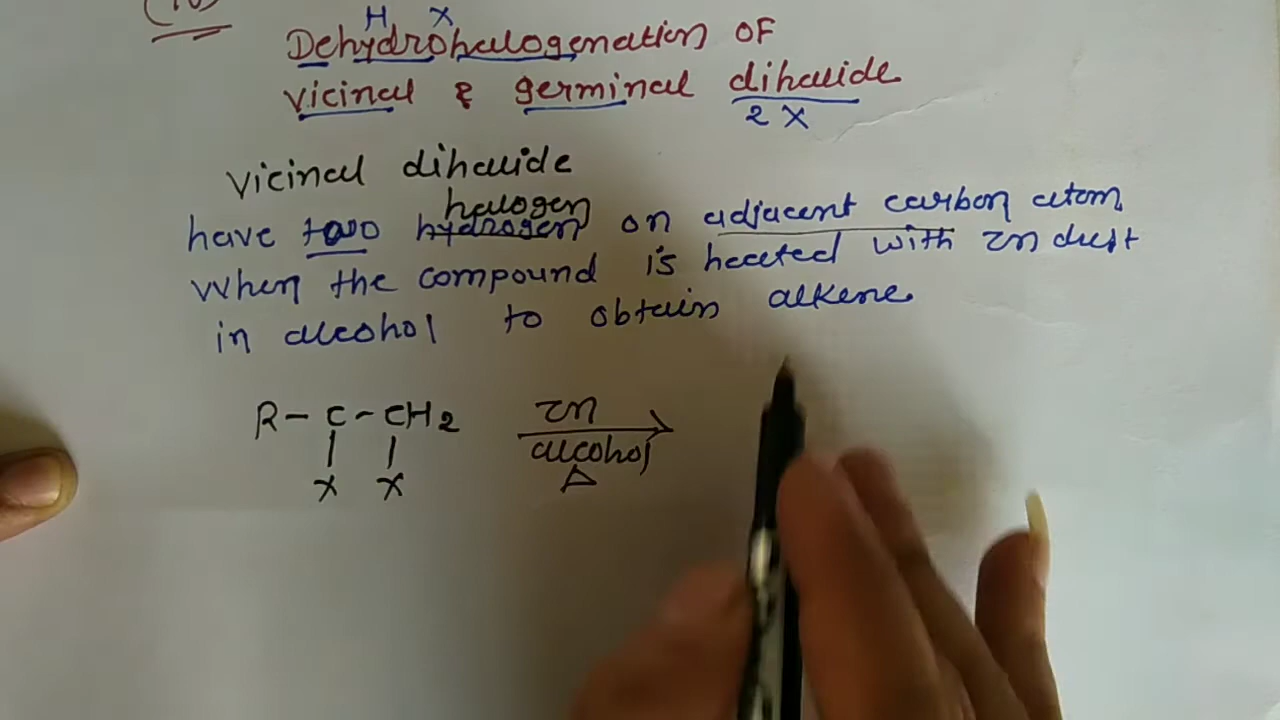 H X
Dehydrohalogenation OF
vicinal & germinal dihalide
2 X
vicinal dihalide
halogen
have two hydrogen on adjacent carbon atom
when the compound is heated with zn dust
in alcohol to obtain alkene
R - C - CH2 zn
alcohol
X X Δ